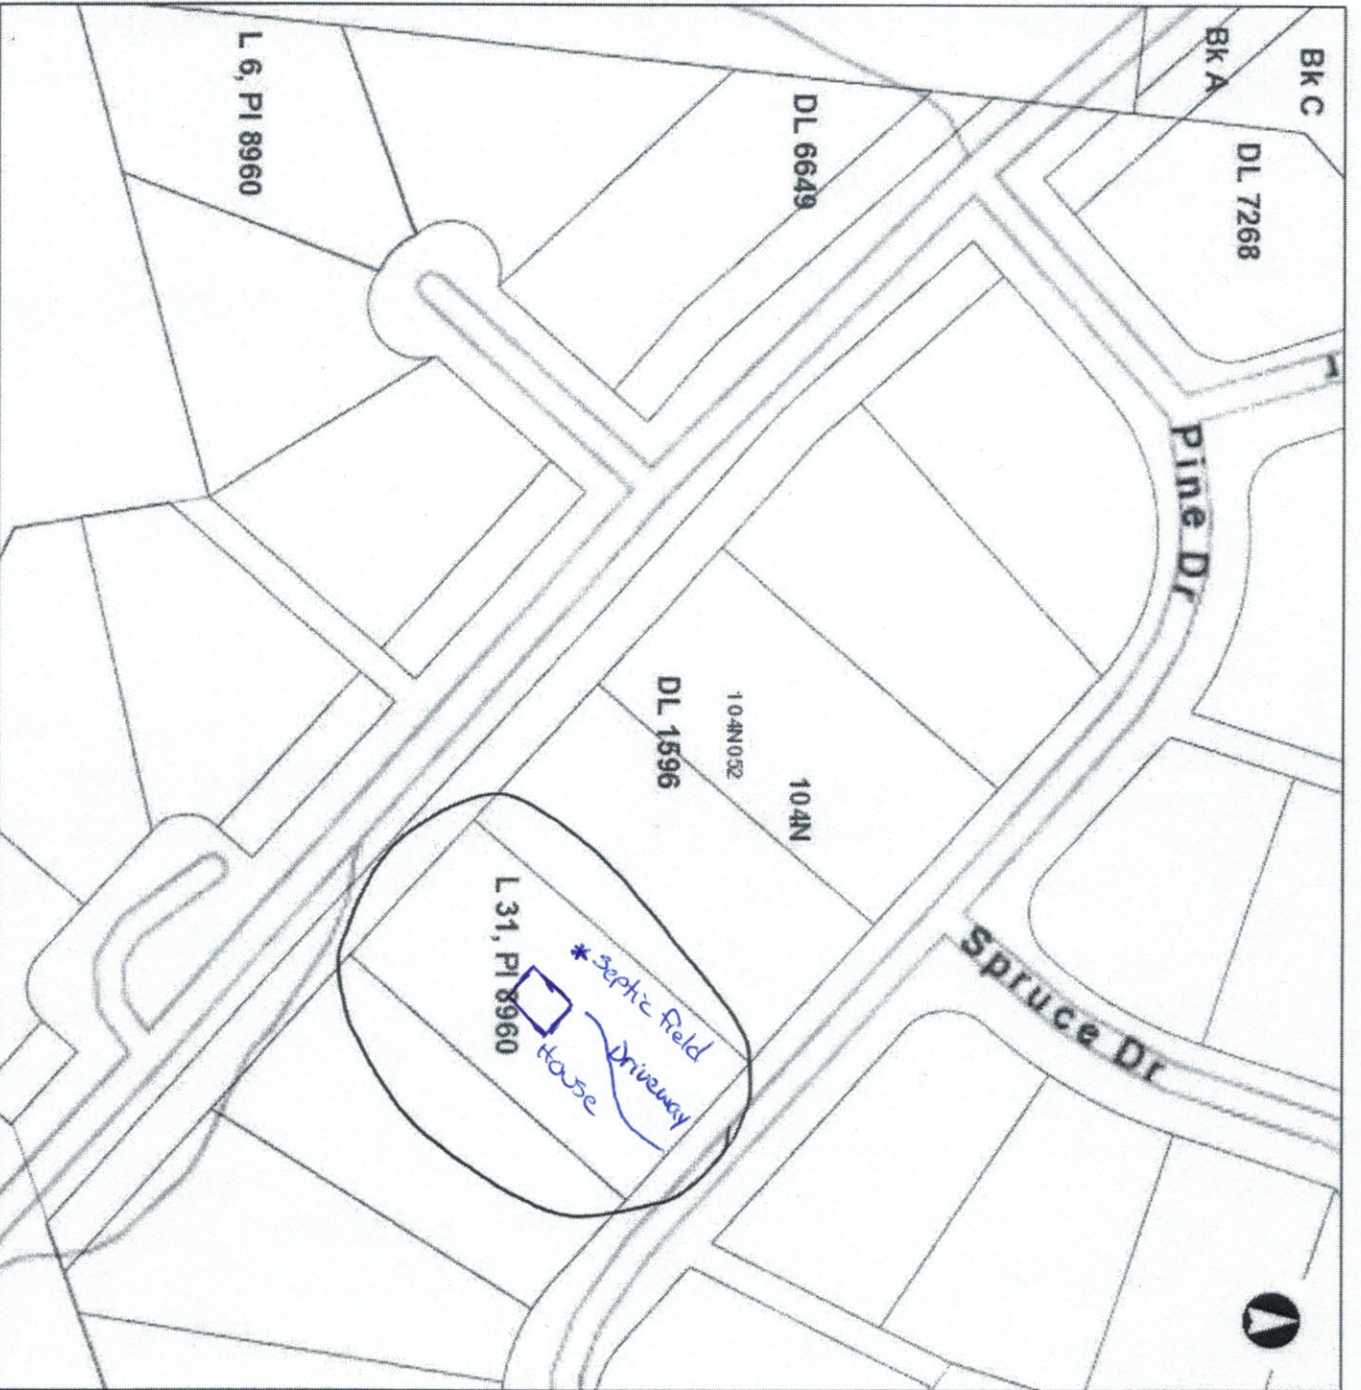 Bk C
Bk A
DL 7268
DL 6649
L 6, Pl 8960
Pine Dr
104N
104N052
DL 1596
Spruce Dr
L 31, Pl 8960
* Septic field
Driveway
House